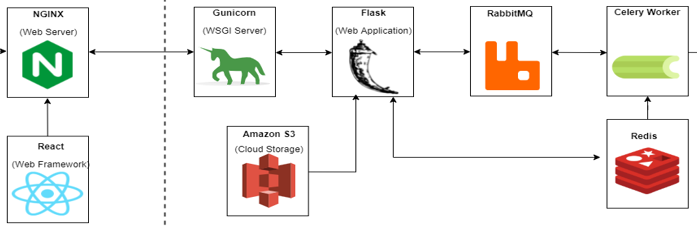 NGINX
(Web Server)
Gunicorn
(WSGI Server)
Flask
(Web Application)
RabbitMQ
Celery Worker
React
(Web Framework)
Amazon S3
(Cloud Storage)
Redis